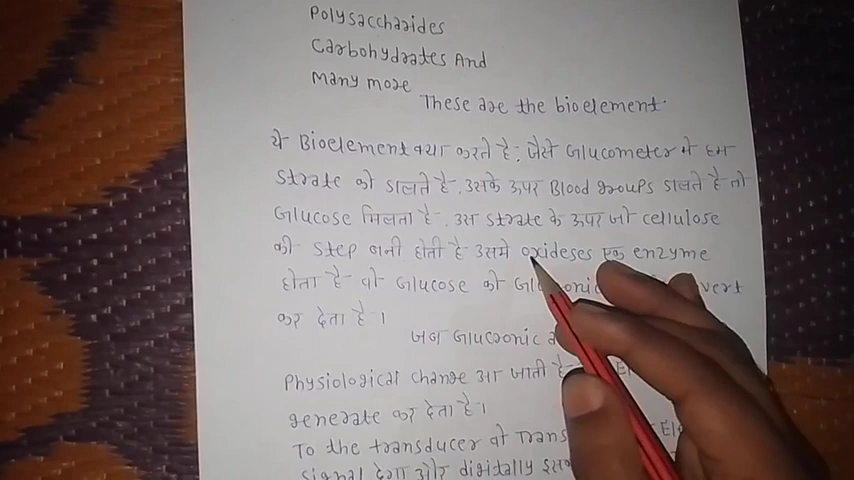 Polysaccharides
Carbohydrates And
Many more
These are the bioelement.
ये Bioelement क्या करते है; जैसे Glucometer मे हम
Strate को डालते है. उसके ऊपर Blood groups डालते है तो
Glucose मिलता है. उस strate के ऊपर जो cellulose
की step बनी होती है उसमे oxideses एक enzyme
होता है वो Glucose को vert
कर देता है।
जब Glucronic
Physiological change आ जाती है
generate कर देता है।
To the transducer वो Trans
signal देगा और digitally